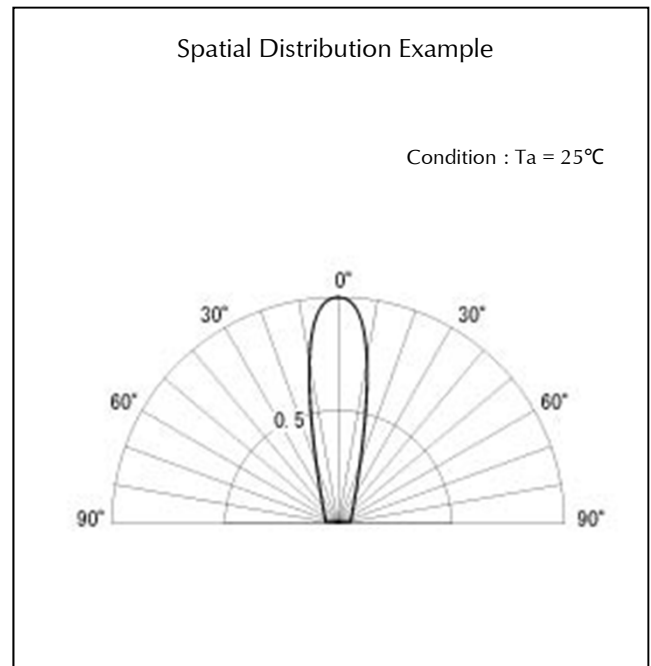 Spatial Distribution Example
Condition : Ta = 25℃
0°
30° 30°
60° 60°
0.5
90° 90°